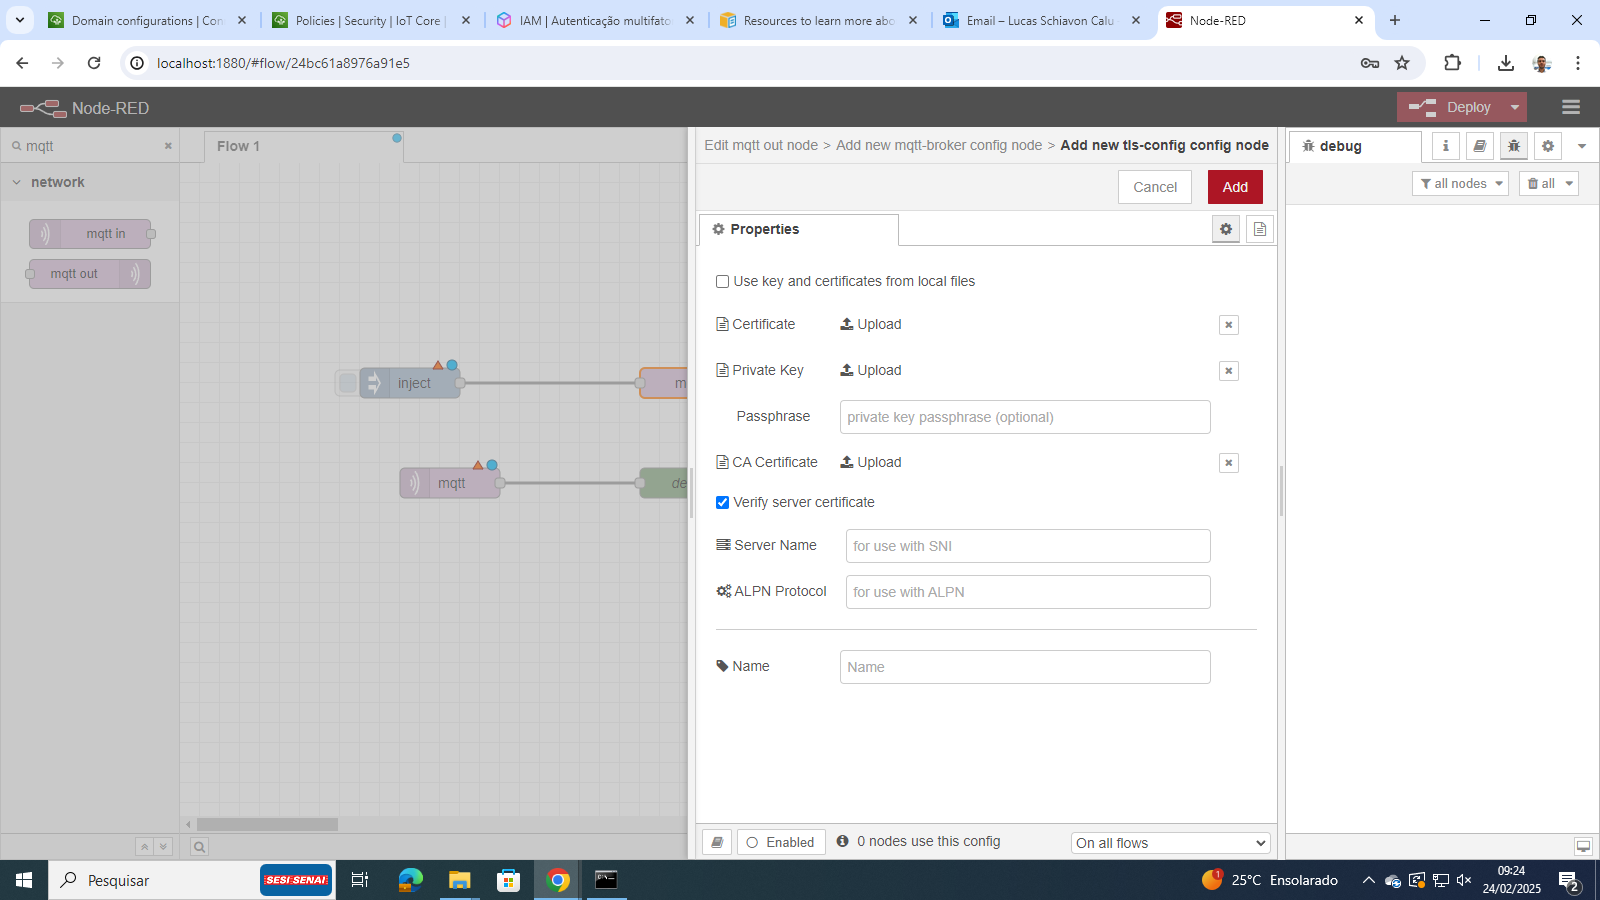 Domain configurations | Con
Policies | Security | IoT Core |
IAM | Autenticação multifato
Resources to learn more abo
Email – Lucas Schiavon Calu
Node-RED
localhost:1880/#flow/24bc61a8976a91e5
Node-RED
Deploy
mqtt
Flow 1
Edit mqtt out node > Add new mqtt-broker config node > Add new tls-config config node
debug
network
Cancel
Add
all nodes
all
mqtt in
mqtt out
Properties
Use key and certificates from local files
Certificate
Upload
Private Key
Upload
Passphrase
private key passphrase (optional)
CA Certificate
Upload
Verify server certificate
Server Name
for use with SNI
ALPN Protocol
for use with ALPN
Name
Name
inject
m
mqtt
de
Enabled
0 nodes use this config
On all flows
Pesquisar
SESI SENAI
1
25°C Ensolarado
09:24
24/02/2025
2